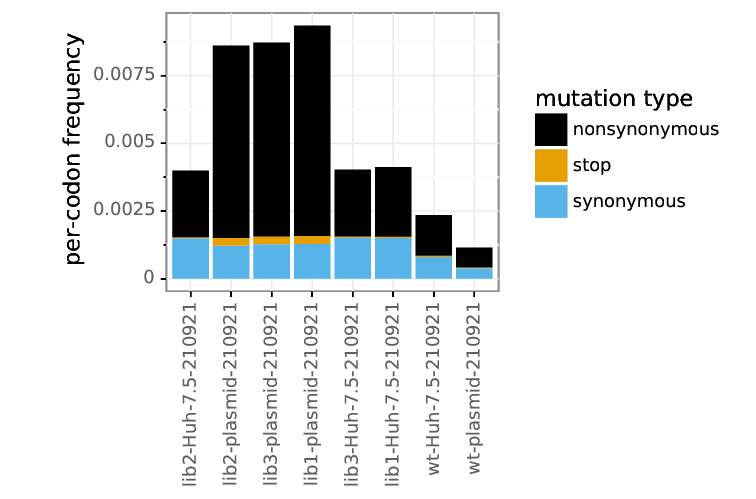 per-codon frequency
0.0075
0.005
0.0025
0
lib2-Huh-7.5-210921
lib2-plasmid-210921
lib3-plasmid-210921
lib1-plasmid-210921
lib3-Huh-7.5-210921
lib1-Huh-7.5-210921
wt-Huh-7.5-210921
wt-plasmid-210921
mutation type
nonsynonymous
stop
synonymous